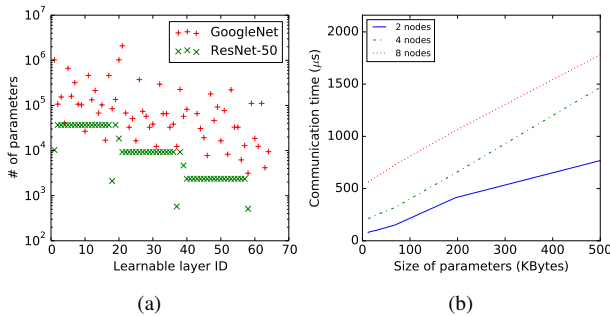 10^7
10^6
10^5
10^4
10^3
10^2
# of parameters
0 10 20 30 40 50 60 70
Learnable layer ID
GoogleNet
ResNet-50
(a)
2000
1500
1000
500
0
Communication time (μs)
0 100 200 300 400 500
Size of parameters (KBytes)
2 nodes
4 nodes
8 nodes
(b)